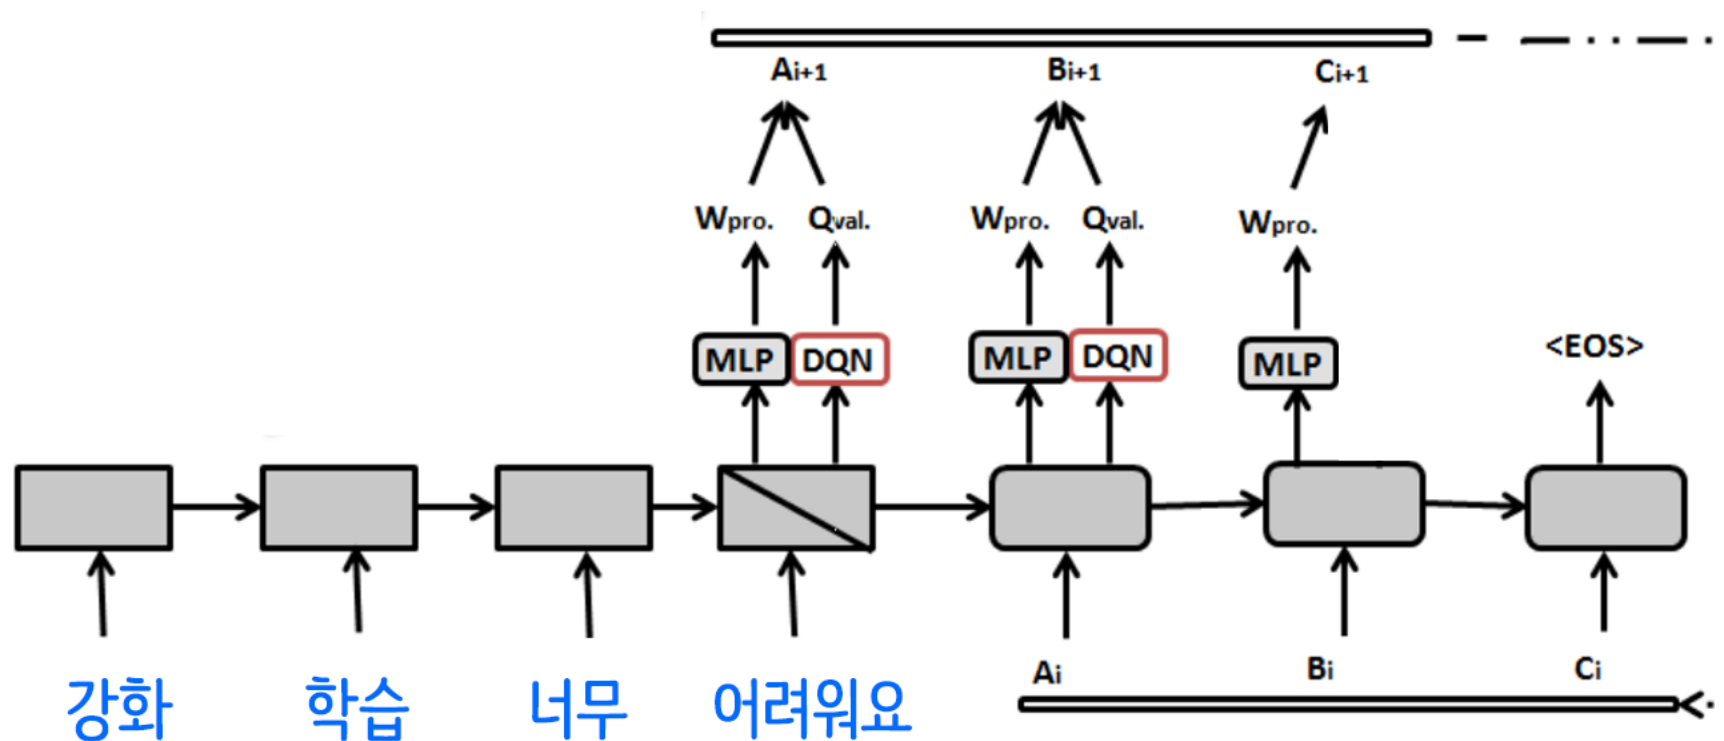 Ai+1 Bi+1 Ci+1
Wpro. Qval. Wpro. Qval. Wpro.
MLP DQN MLP DQN MLP <EOS>
Ai Bi Ci
강화 학습 너무 어려워요